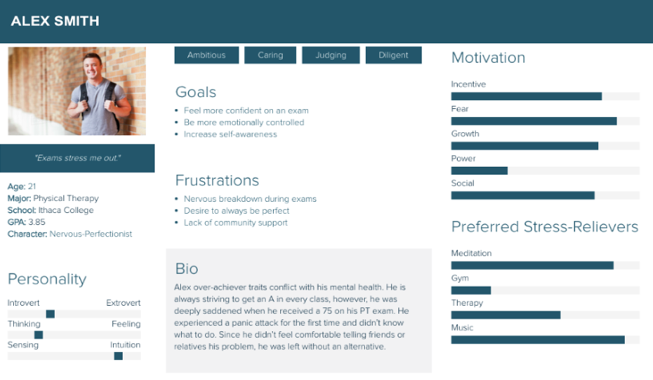 ALEX SMITH
"Exams stress me out."
Age: 21
Major: Physical Therapy
School: Ithaca College
GPA: 3.85
Character: Nervous-Perfectionist
Personality
Introvert Extrovert
Thinking Feeling
Sensing Intuition
Ambitious Caring Judging Diligent
Goals
• Feel more confident on an exam
• Be more emotionally controlled
• Increase self-awareness
Frustrations
• Nervous breakdown during exams
• Desire to always be perfect
• Lack of community support
Bio
Alex over-achiever traits conflict with his mental health. He is
always striving to get an A in every class, however, he was
deeply saddened when he received a 75 on his PT exam. He
experienced a panic attack for the first time and didn't know
what to do. Since he didn't feel comfortable telling friends or
relatives his problem, he was left without an alternative.
Motivation
Incentive
Fear
Growth
Power
Social
Preferred Stress-Relievers
Meditation
Gym
Therapy
Music